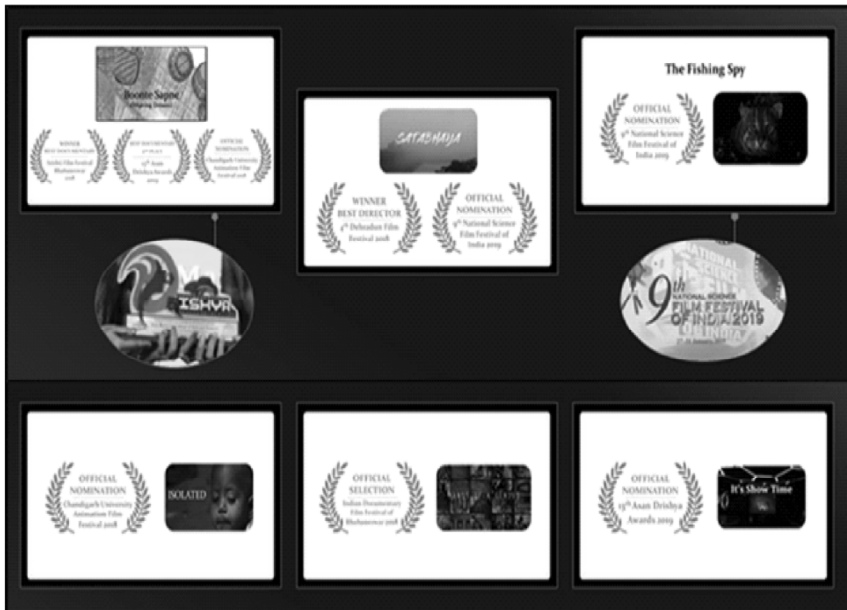 Boonte Sapne
WINNER
BEST DOCUMENTARY
Film Festival
Bhubaneswar
2018
BEST DOCUMENTARY
15th Asan
Drishya Awards
2019
OFFICIAL
NOMINATION
Chandigarh University
Animation Film
Festival 2018
SATABHAYA
WINNER
BEST DIRECTOR
4th Dehradun Film
Festival 2018
OFFICIAL
NOMINATION
9th National Science
Film Festival of
India 2019
The Fishing Spy
OFFICIAL
NOMINATION
9th National Science
Film Festival of
India 2019
ISHYA
9th
NATIONAL SCIENCE
FILM FESTIVAL
OF INDIA 2019
OFFICIAL
NOMINATION
Chandigarh University
Animation Film
Festival 2018
ISOLATED
OFFICIAL
SELECTION
Indian Documentary
Film Festival of
Bhubaneswar 2018
OFFICIAL
NOMINATION
15th Asan Drishya
Awards 2019
It's Show Time